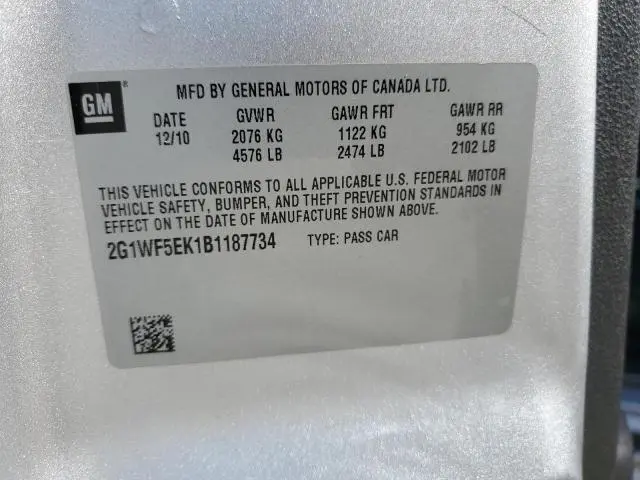 GM
MFD BY GENERAL MOTORS OF CANADA LTD.
DATE GVWR GAWR FRT GAWR RR
12/10 2076 KG 1122 KG 954 KG
4576 LB 2474 LB 2102 LB
THIS VEHICLE CONFORMS TO ALL APPLICABLE U.S. FEDERAL MOTOR
VEHICLE SAFETY, BUMPER, AND THEFT PREVENTION STANDARDS IN
EFFECT ON THE DATE OF MANUFACTURE SHOWN ABOVE.
2G1WF5EK1B1187734 TYPE: PASS CAR